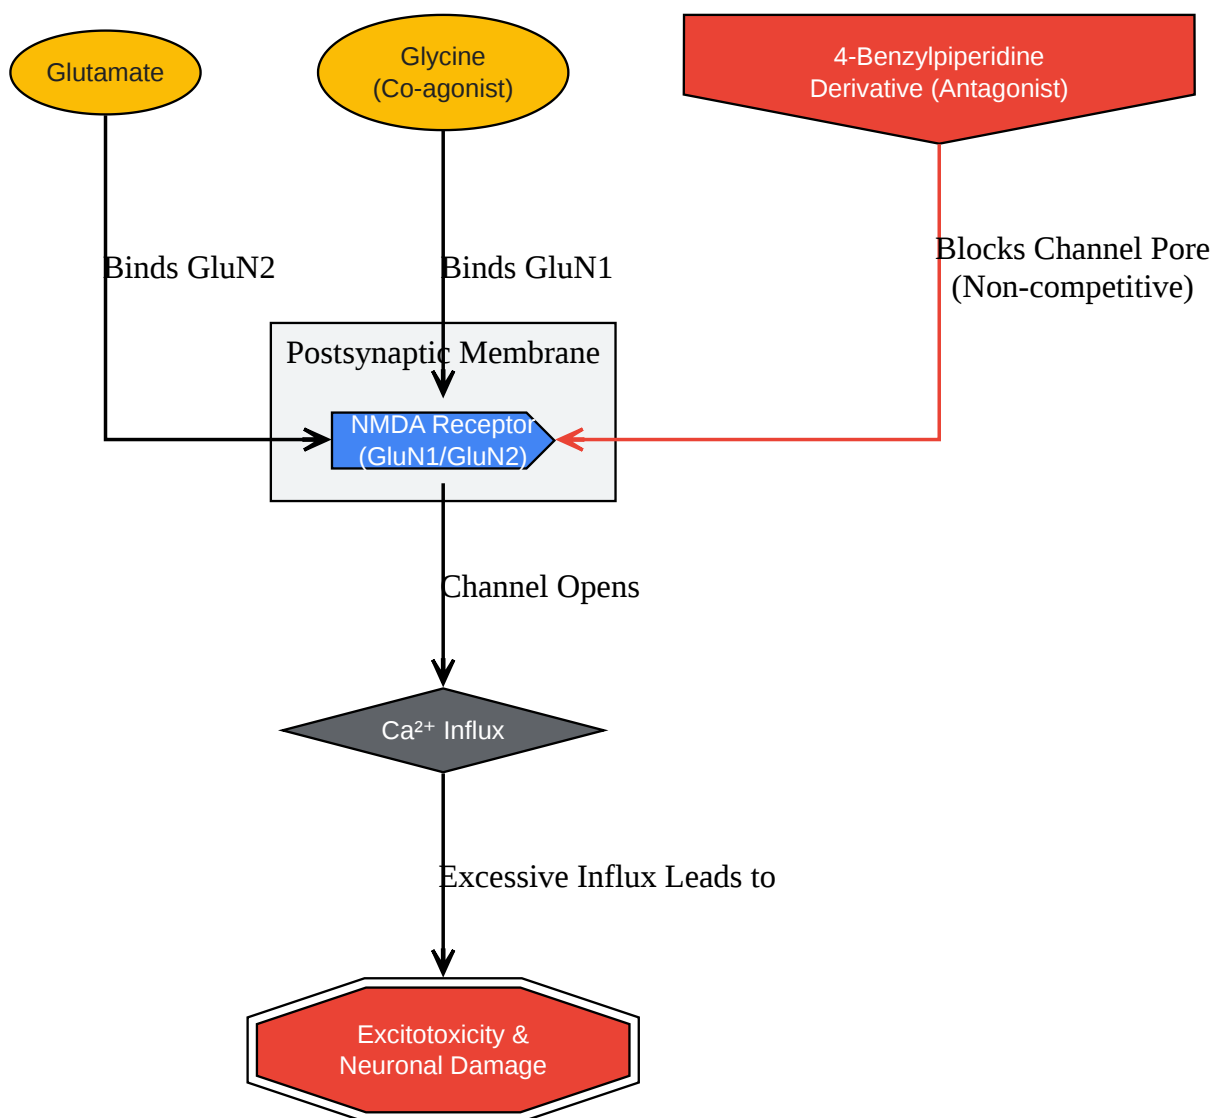 Glutamate
Glycine
(Co-agonist)
4-Benzylpiperidine
Derivative (Antagonist)
Binds GluN2
Binds GluN1
Blocks Channel Pore
(Non-competitive)
Postsynaptic Membrane
NMDA Receptor
(GluN1/GluN2)
Channel Opens
Ca²⁺ Influx
Excessive Influx Leads to
Excitotoxicity &
Neuronal Damage